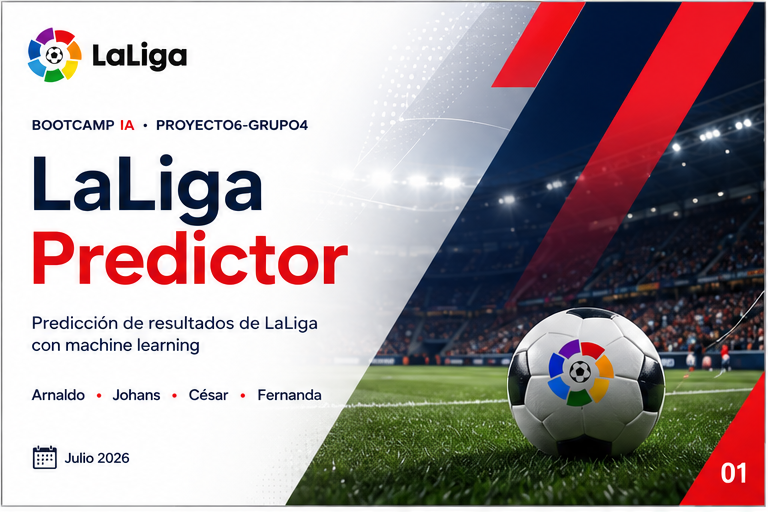 LaLiga
BOOTCAMP IA • PROYECTO6-GRUPO4
LaLiga
Predictor
Predicción de resultados de LaLiga
con machine learning
Arnaldo • Johans • César • Fernanda
Julio 2026
01